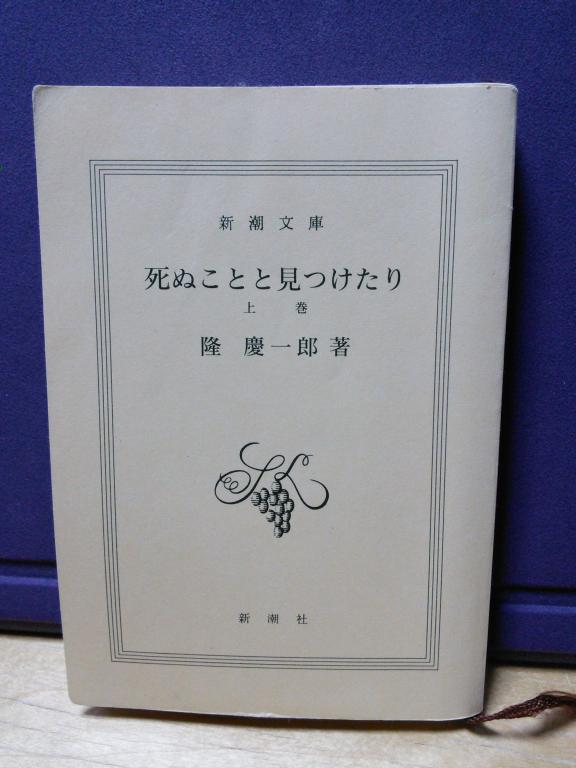 新潮文庫
死ぬことと見つけたり
上巻
隆慶一郎著
新潮社